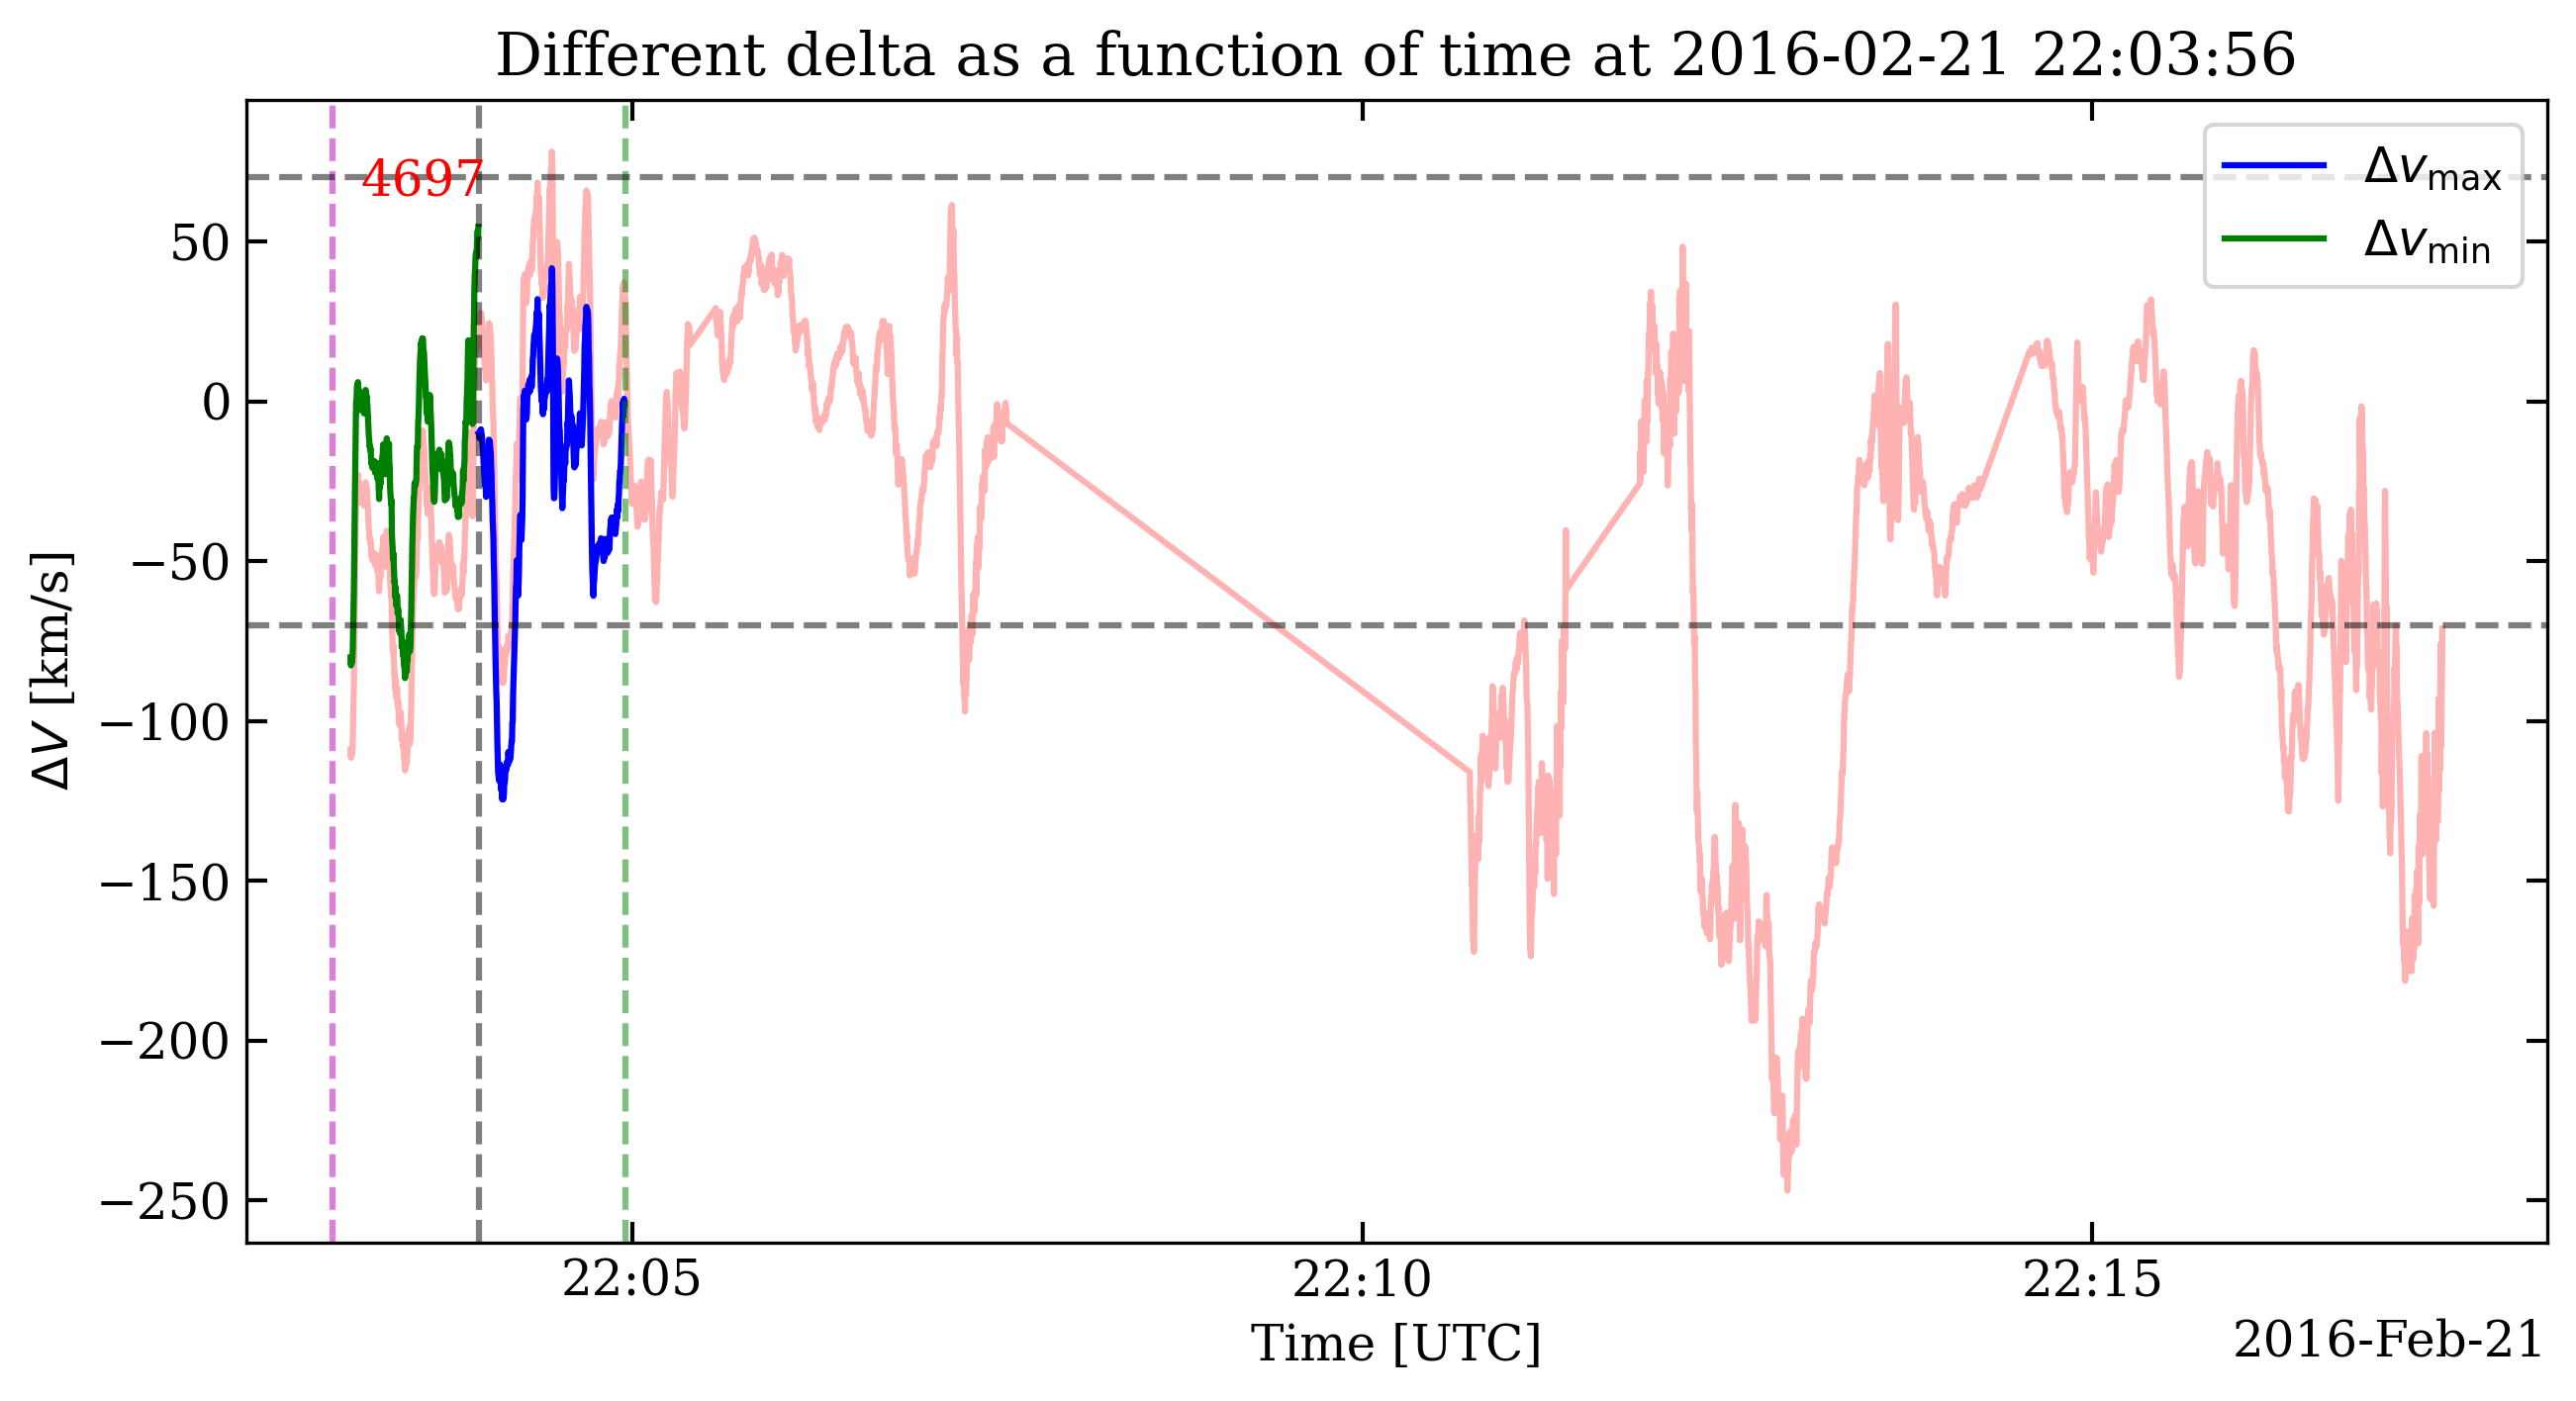 Different delta as a function of time at 2016-02-21 22:03:56
4697
Δv_max
Δv_min
50
0
−50
−100
−150
−200
−250
ΔV [km/s]
22:05
22:10
22:15
Time [UTC]
2016-Feb-21